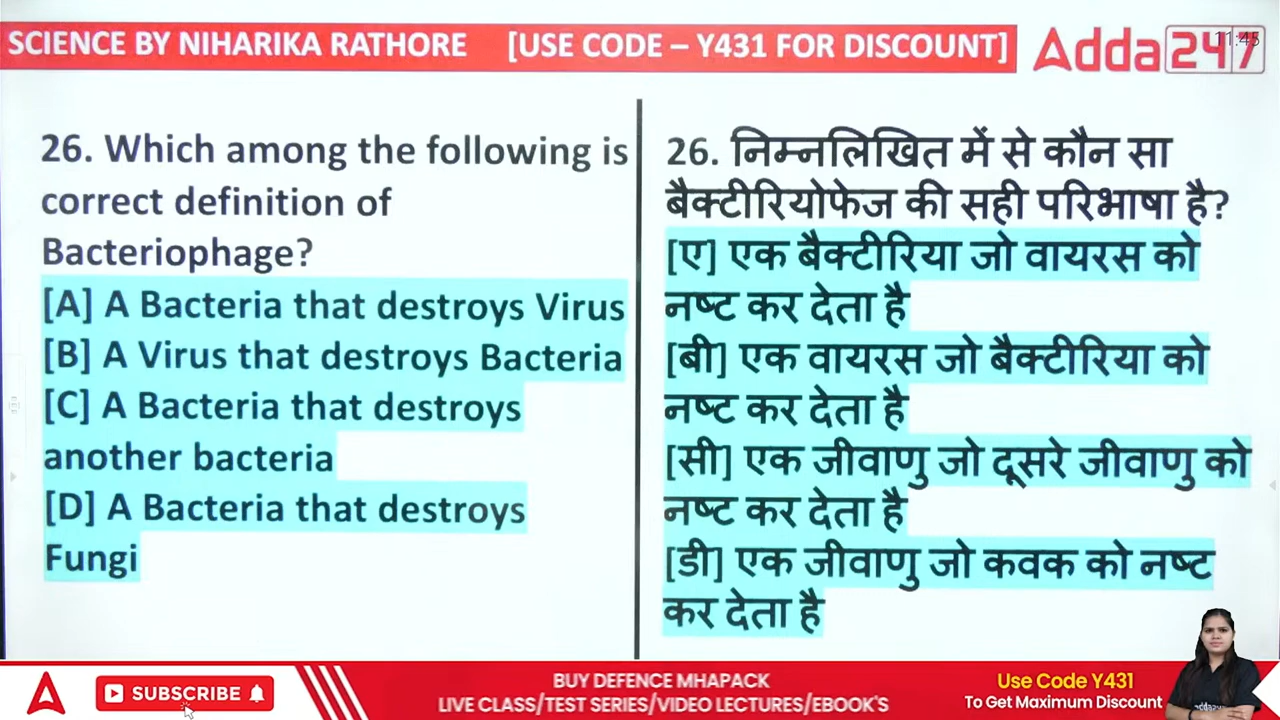 SCIENCE BY NIHARIKA RATHORE [USE CODE – Y431 FOR DISCOUNT]
Adda247
11:45
26. Which among the following is
correct definition of
Bacteriophage?
[A] A Bacteria that destroys Virus
[B] A Virus that destroys Bacteria
[C] A Bacteria that destroys
another bacteria
[D] A Bacteria that destroys
Fungi
26. निम्नलिखित में से कौन सा
बैक्टीरियोफेज की सही परिभाषा है?
[ए] एक बैक्टीरिया जो वायरस को
नष्ट कर देता है
[बी] एक वायरस जो बैक्टीरिया को
नष्ट कर देता है
[सी] एक जीवाणु जो दूसरे जीवाणु को
नष्ट कर देता है
[डी] एक जीवाणु जो कवक को नष्ट
कर देता है
SUBSCRIBE
BUY DEFENCE MHAPACK
LIVE CLASS/TEST SERIES/VIDEO LECTURES/EBOOK'S
Use Code Y431
To Get Maximum Discount